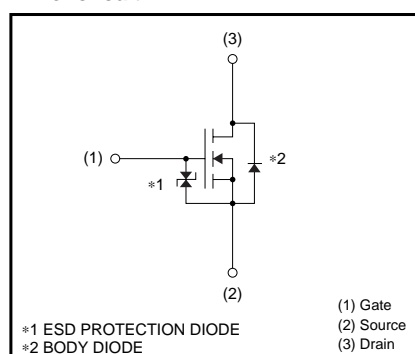 (3)
(1)
∗2
∗1
(2)
∗1 ESD PROTECTION DIODE
∗2 BODY DIODE
(1) Gate
(2) Source
(3) Drain